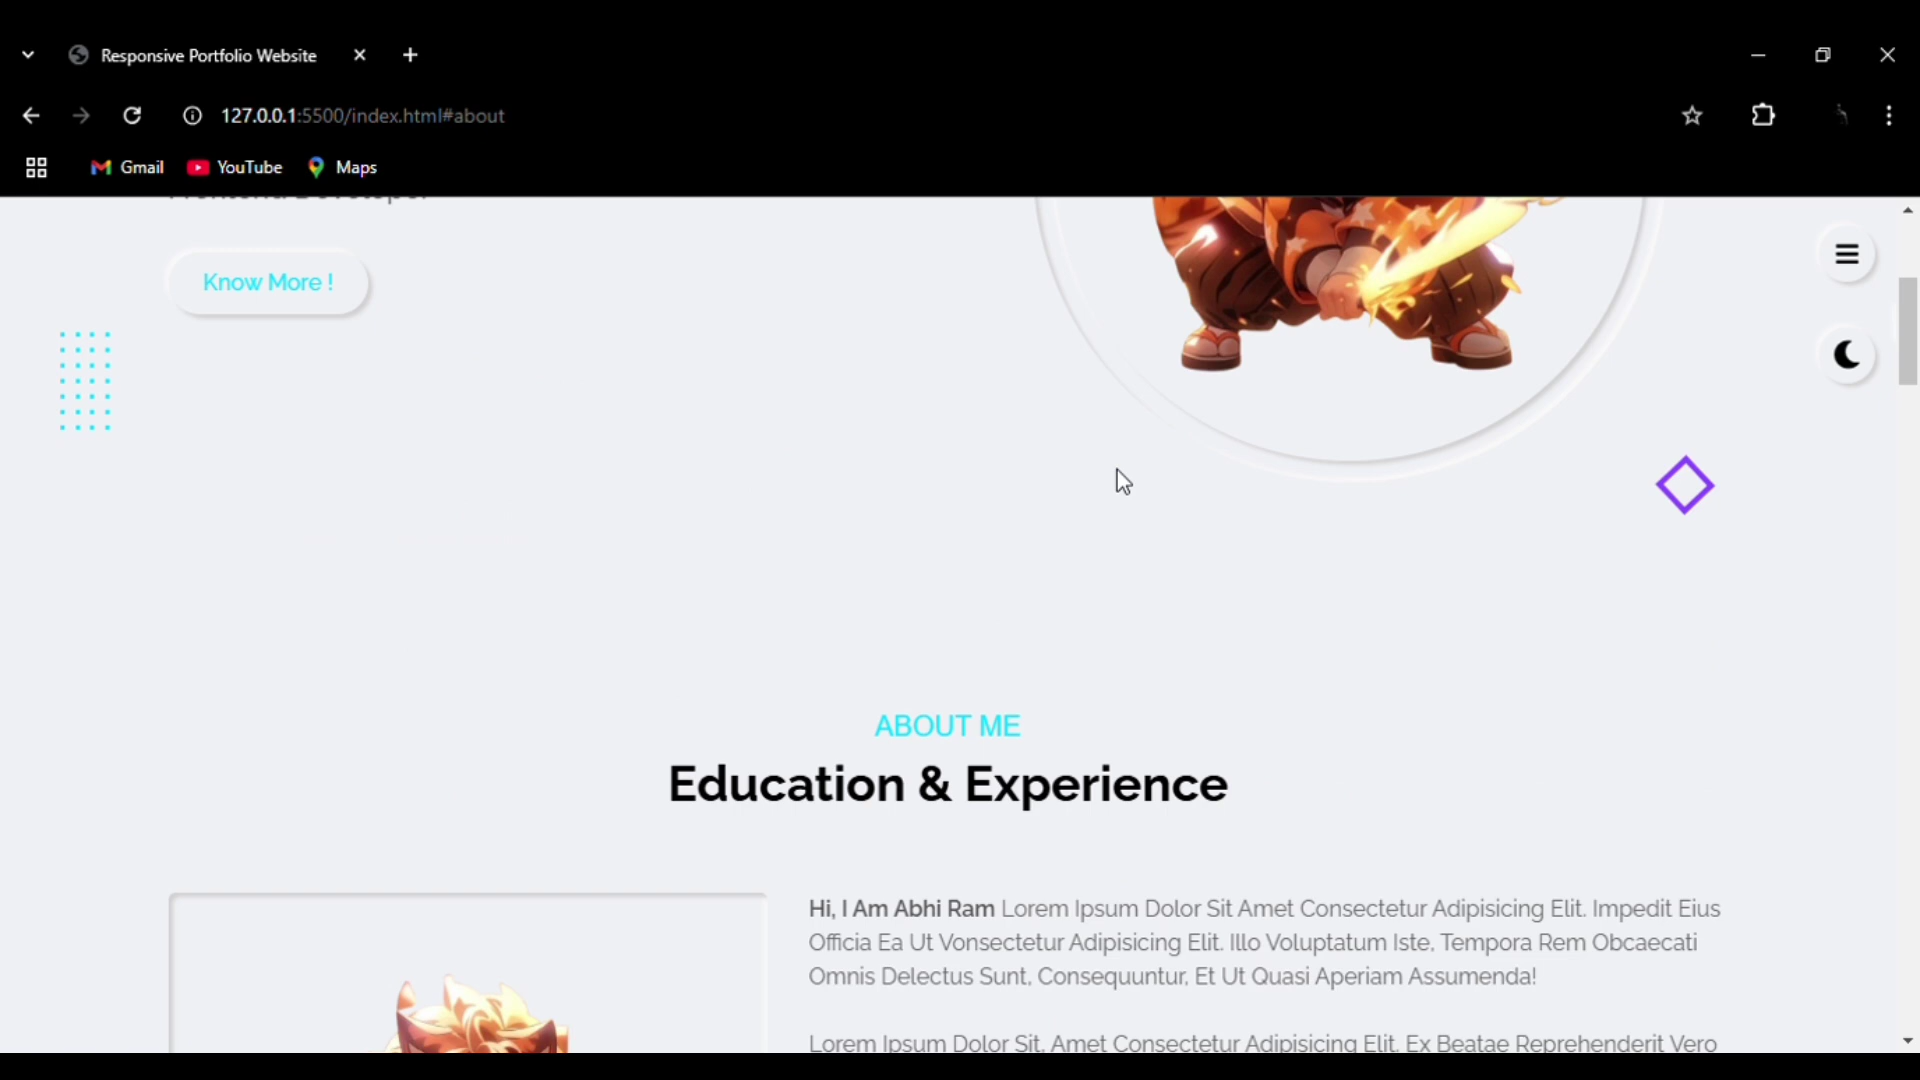 Responsive Portfolio Website
127.0.0.1:5500/index.html#about
Gmail
YouTube
Maps
Know More !
ABOUT ME
Education & Experience
Hi, I Am Abhi Ram Lorem Ipsum Dolor Sit Amet Consectetur Adipisicing Elit. Impedit Eius
Officia Ea Ut Vonsectetur Adipisicing Elit. Illo Voluptatum Iste, Tempora Rem Obcaecati
Omnis Delectus Sunt, Consequuntur, Et Ut Quasi Aperiam Assumenda!
Lorem Ipsum Dolor Sit, Amet Consectetur Adipisicing Elit. Ex Beatae Reprehenderit Vero